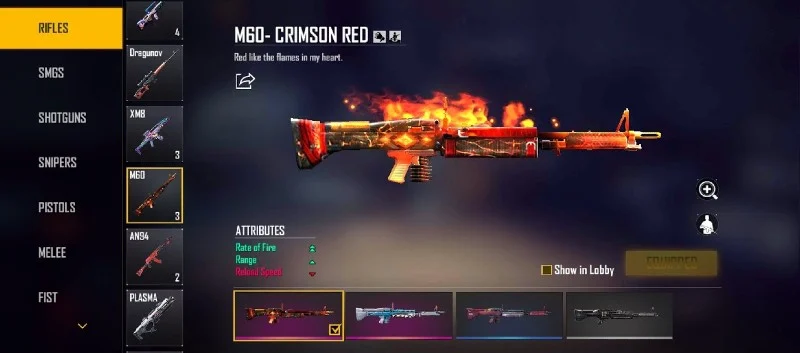 RIFLES
SMGS
SHOTGUNS
SNIPERS
PISTOLS
MELEE
FIST
4
Dragunov
XM8
3
M60
3
AN94
2
PLASMA
M60- CRIMSON RED
Red like the flames in my heart.
ATTRIBUTES
Rate of Fire
Range
Reload Speed
Show in Lobby
EQUIPPED